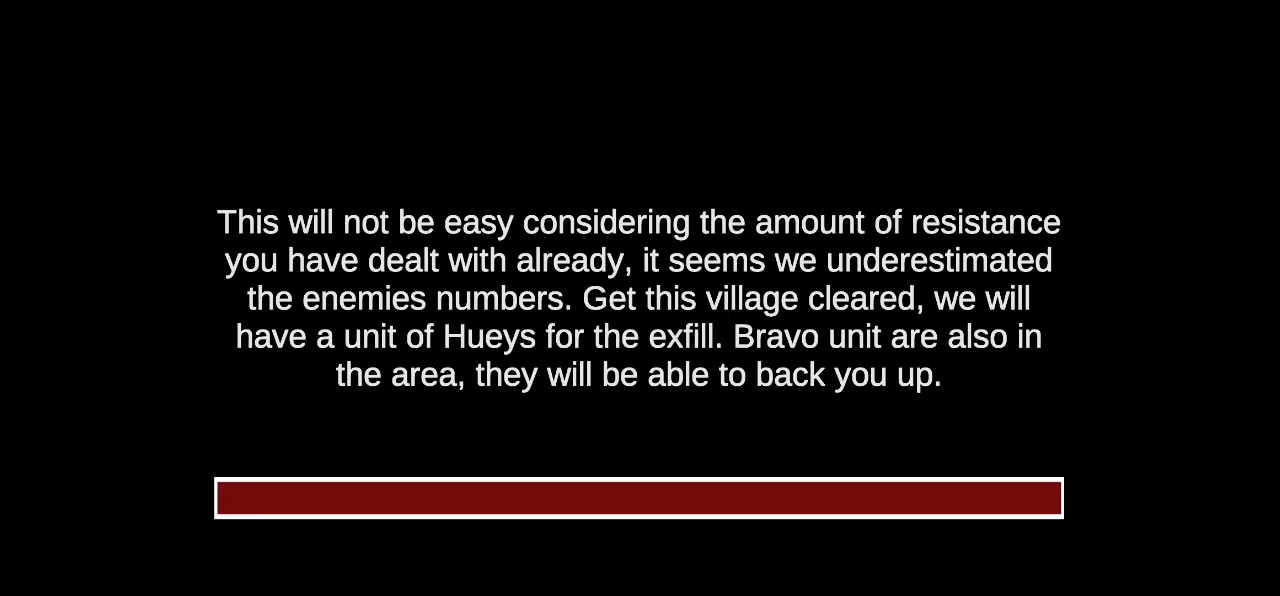 This will not be easy considering the amount of resistance
you have dealt with already, it seems we underestimated
the enemies numbers. Get this village cleared, we will
have a unit of Hueys for the exfill. Bravo unit are also in
the area, they will be able to back you up.